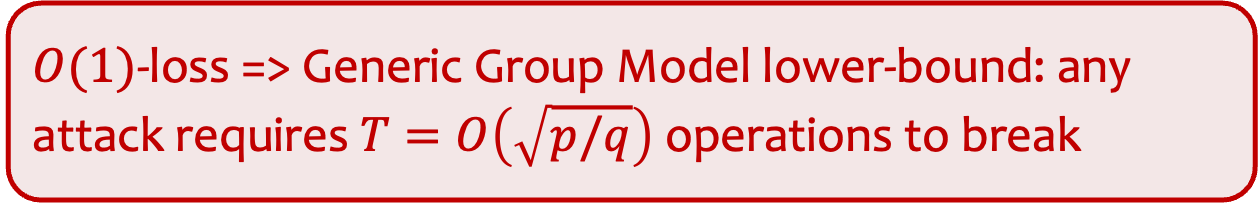 O(1)-loss => Generic Group Model lower-bound: any
attack requires T = O(√p/q) operations to break